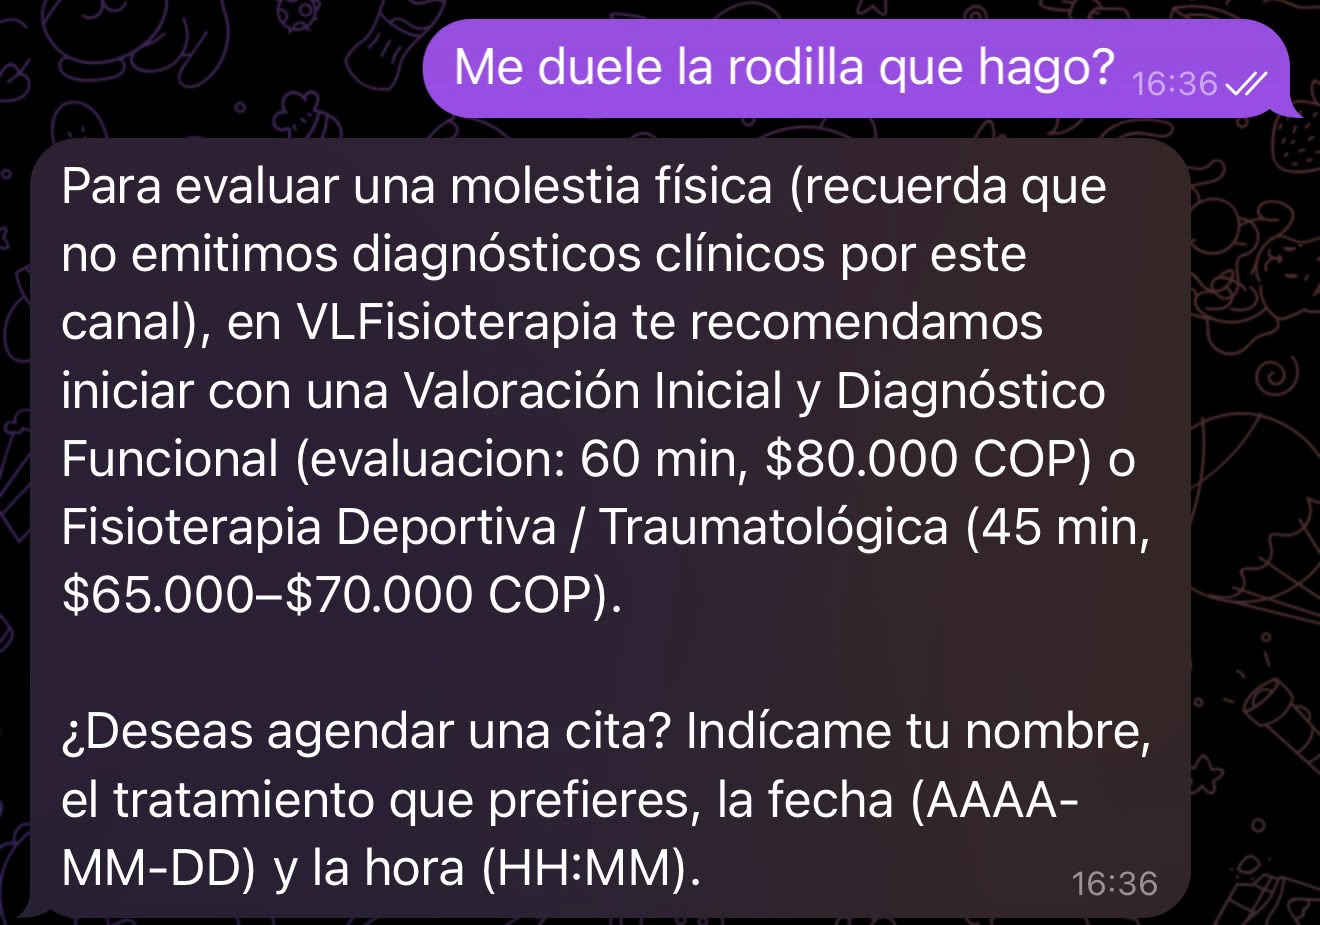 Me duele la rodilla que hago? 16:36
Para evaluar una molestia física (recuerda que
no emitimos diagnósticos clínicos por este
canal), en VLFisioterapia te recomendamos
iniciar con una Valoración Inicial y Diagnóstico
Funcional (evaluacion: 60 min, $80.000 COP) o
Fisioterapia Deportiva / Traumatológica (45 min,
$65.000–$70.000 COP).
¿Deseas agendar una cita? Indícame tu nombre,
el tratamiento que prefieres, la fecha (AAAA-
MM-DD) y la hora (HH:MM).
16:36